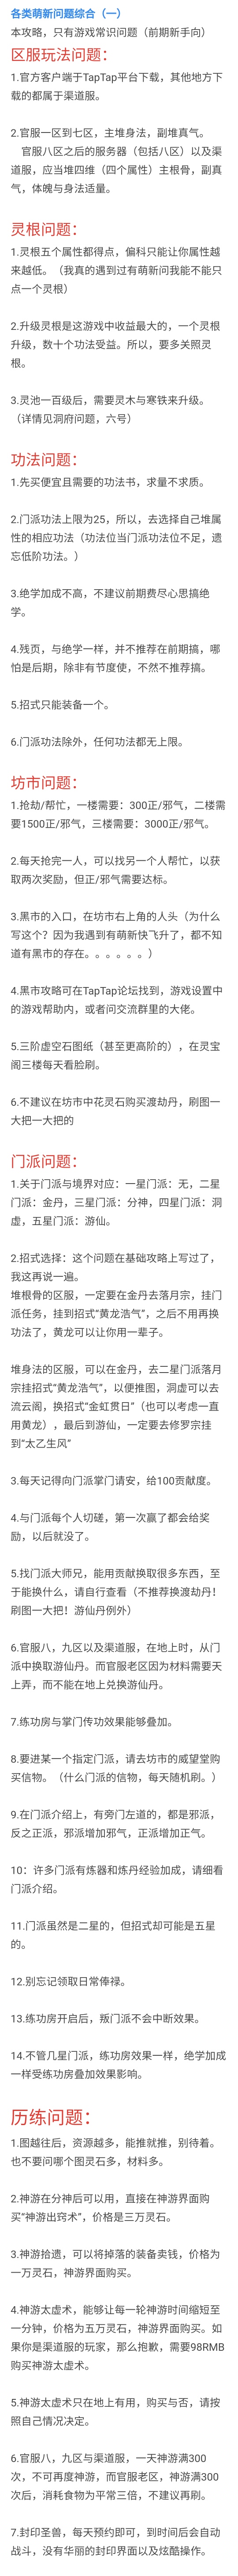 各类萌新问题综合（一）
本攻略，只有游戏常识问题（前期新手向）
区服玩法问题：
1.官方客户端于TapTap平台下载，其他地方下
载的都属于渠道服。
2.官服一区到七区，主堆身法，副堆真气。
官服八区之后的服务器（包括八区）以及渠
道服，应当堆四维（四个属性）主根骨，副真
气，体魄与身法适量。
灵根问题：
1.灵根五个属性都得点，偏科只能让你属性越
来越低。（我真的遇到过有萌新问我能不能只
点一个灵根）
2.升级灵根是这游戏中收益最大的，一个灵根
升级，数十个功法受益。所以，要多关照灵
根。
3.灵池一百级后，需要灵木与寒铁来升级。
（详情见洞府问题，六号）
功法问题：
1.先买便宜且需要的功法书，求量不求质。
2.门派功法上限为25，所以，去选择自己堆属
性的相应功法（功法位当门派功法位不足，遗
忘低阶功法。）
3.绝学加成不高，不建议前期费尽心思搞绝
学。
4.残页，与绝学一样，并不推荐在前期搞，哪
怕是后期，除非有节度使，不然不推荐搞。
5.招式只能装备一个。
6.门派功法除外，任何功法都无上限。
坊市问题：
1.抢劫/帮忙，一楼需要：300正/邪气，二楼需
要1500正/邪气，三楼需要：3000正/邪气。
2.每天抢完一人，可以找另一个人帮忙，以获
取两次奖励，但正/邪气需要达标。
3.黑市的入口，在坊市右上角的人头（为什么
写这个？因为我遇到有萌新快飞升了，都不知
道有黑市的存在。。。。。。）
4.黑市攻略可在TapTap论坛找到，游戏设置中
的游戏帮助内，或者问交流群里的大佬。
5.三阶虚空石图纸（甚至更高阶的），在灵宝
阁三楼每天看脸刷。
6.不建议在坊市中花灵石购买渡劫丹，刷图一
大把一大把的
门派问题：
1.关于门派与境界对应：一星门派：无，二星
门派：金丹，三星门派：分神，四星门派：洞
虚，五星门派：游仙。
2.招式选择：这个问题在基础攻略上写过了，
我这再说一遍。
堆根骨的区服，一定要在金丹去落月宗，挂门
派任务，挂到招式“黄龙浩气”，之后不用再换
功法了，黄龙可以让你用一辈子。
堆身法的区服，可以在金丹，去二星门派落月
宗挂招式“黄龙浩气”，以便推图，洞虚可以去
流云阁，换招式“金虹贯日”（也可以考虑一直
用黄龙），最后到游仙，一定要去修罗宗挂
到“太乙生风”
3.每天记得向门派掌门请安，给100贡献度。
4.与门派每个人切磋，第一次赢了都会给奖
励，以后就没了。
5.找门派大师兄，能用贡献换取很多东西，至
于能换什么，请自行查看（不推荐换渡劫丹！
刷图一大把！游仙丹例外）
6.官服八，九区以及渠道服，在地上时，从门
派中换取游仙丹。而官服老区因为材料需要天
上弄，而不能在地上兑换游仙丹。
7.练功房与掌门传功效果能够叠加。
8.要进某一个指定门派，请去坊市的威望堂购
买信物。（什么门派的信物，每天随机刷。）
9.在门派介绍上，有旁门左道的，都是邪派，
反之正派，邪派增加邪气，正派增加正气。
10：许多门派有炼器和炼丹经验加成，请细看
门派介绍。
11.门派虽然是二星的，但招式却可能是五星
的。
12.别忘记领取日常俸禄。
13.练功房开启后，叛门派不会中断效果。
14.不管几星门派，练功房效果一样，绝学加成
一样受练功房叠加效果影响。
历练问题：
1.图越往后，资源越多，能推就推，别待着。
也不要问哪个图灵石多，材料多。
2.神游在分神后可以用，直接在神游界面购
买“神游出窍术”，价格是三万灵石。
3.神游拾遗，可以将掉落的装备卖钱，价格为
一万灵石，神游界面购买。
4.神游太虚术，能够让每一轮神游时间缩短至
一分钟，价格为五万灵石，神游界面购买。如
果你是渠道服的玩家，那么抱歉，需要98RMB
购买神游太虚术。
5.神游太虚术只在地上有用，购买与否，请按
照自己情况决定。
6.官服八，九区与渠道服，一天神游满300
次，不可再度神游，而官服老区，神游满300
次后，消耗食物为平常三倍，不建议再刷。
7.封印圣兽，每天预约即可，到时间后会自动
战斗，没有华丽的封印界面以及炫酷操作。